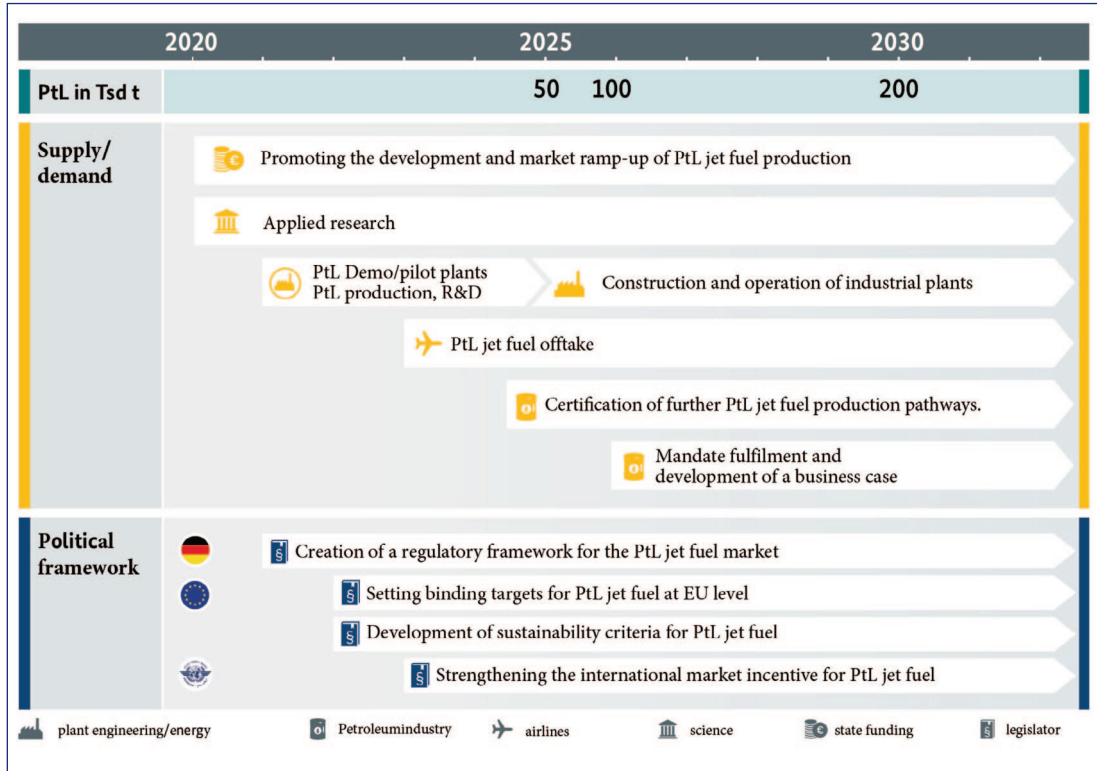 2020 2025 2030
PtL in Tsd t 50 100 200
Supply/
demand
Promoting the development and market ramp-up of PtL jet fuel production
Applied research
PtL Demo/pilot plants
PtL production, R&D
Construction and operation of industrial plants
PtL jet fuel offtake
Certification of further PtL jet fuel production pathways.
Mandate fulfilment and
development of a business case
Political
framework
§ Creation of a regulatory framework for the PtL jet fuel market
§ Setting binding targets for PtL jet fuel at EU level
§ Development of sustainability criteria for PtL jet fuel
§ Strengthening the international market incentive for PtL jet fuel
plant engineering/energy Petroleumindustry airlines science € state funding § legislator